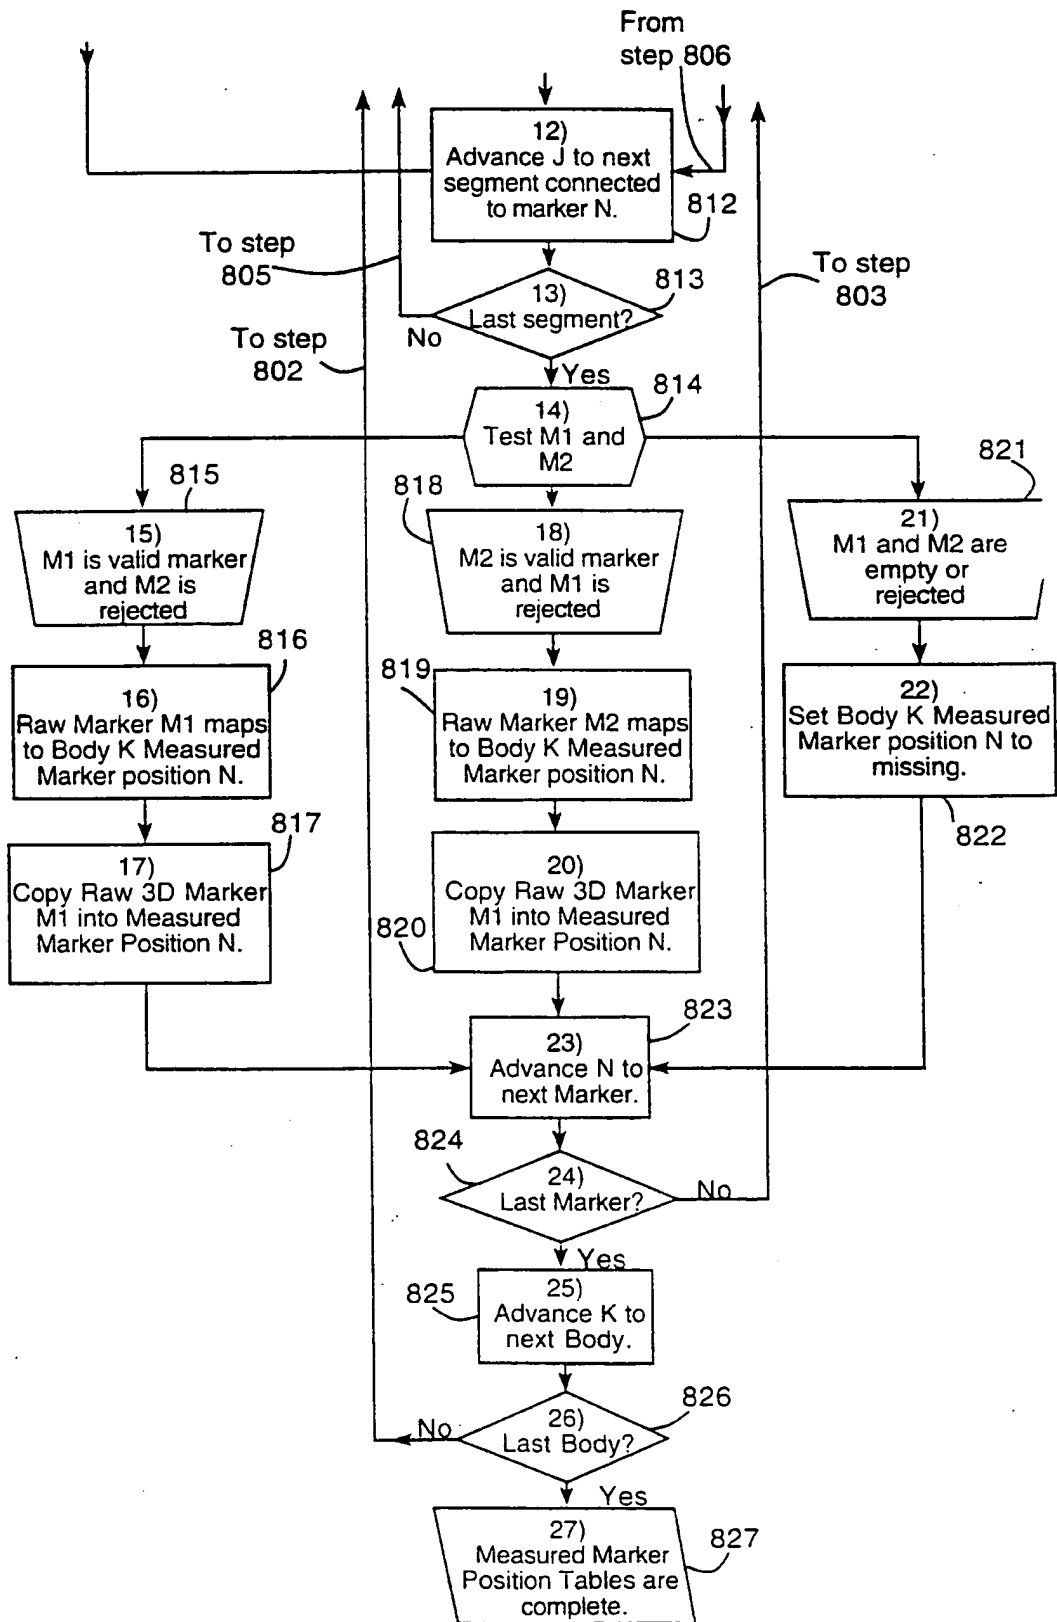 From
step 806
12)
Advance J to next
segment connected
to marker N.
812
To step
805
13)
Last segment?
813
No
To step
803
To step
802
Yes
14)
Test M1 and
M2
814
815
15)
M1 is valid marker
and M2 is
rejected
818
18)
M2 is valid marker
and M1 is
rejected
821
21)
M1 and M2 are
empty or
rejected
816
16)
Raw Marker M1 maps
to Body K Measured
Marker position N.
819
19)
Raw Marker M2 maps
to Body K Measured
Marker position N.
22)
Set Body K Measured
Marker position N to
missing.
822
817
17)
Copy Raw 3D Marker
M1 into Measured
Marker Position N.
820
20)
Copy Raw 3D Marker
M1 into Measured
Marker Position N.
823
23)
Advance N to
next Marker.
824
24)
Last Marker?
No
Yes
825
25)
Advance K to
next Body.
826
26)
Last Body?
No
Yes
27)
Measured Marker
Position Tables are
complete.
827